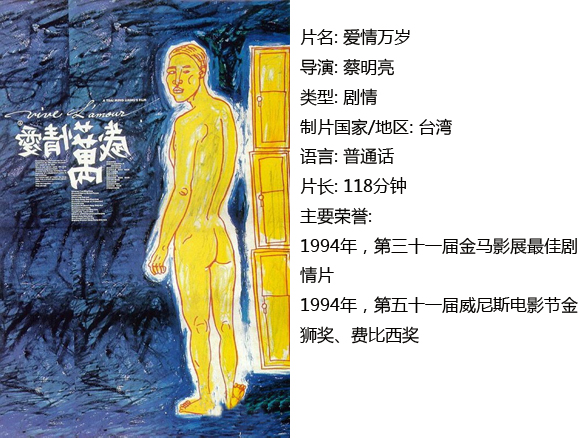 A TSAI MING-LIANG'S FILM
vive L'amour
愛情萬歲
片名: 爱情万岁
导演: 蔡明亮
类型: 剧情
制片国家/地区: 台湾
语言: 普通话
片长: 118分钟
主要荣誉:
1994年，第三十一届金马影展最佳剧
情片
1994年，第五十一届威尼斯电影节金
狮奖、费比西奖